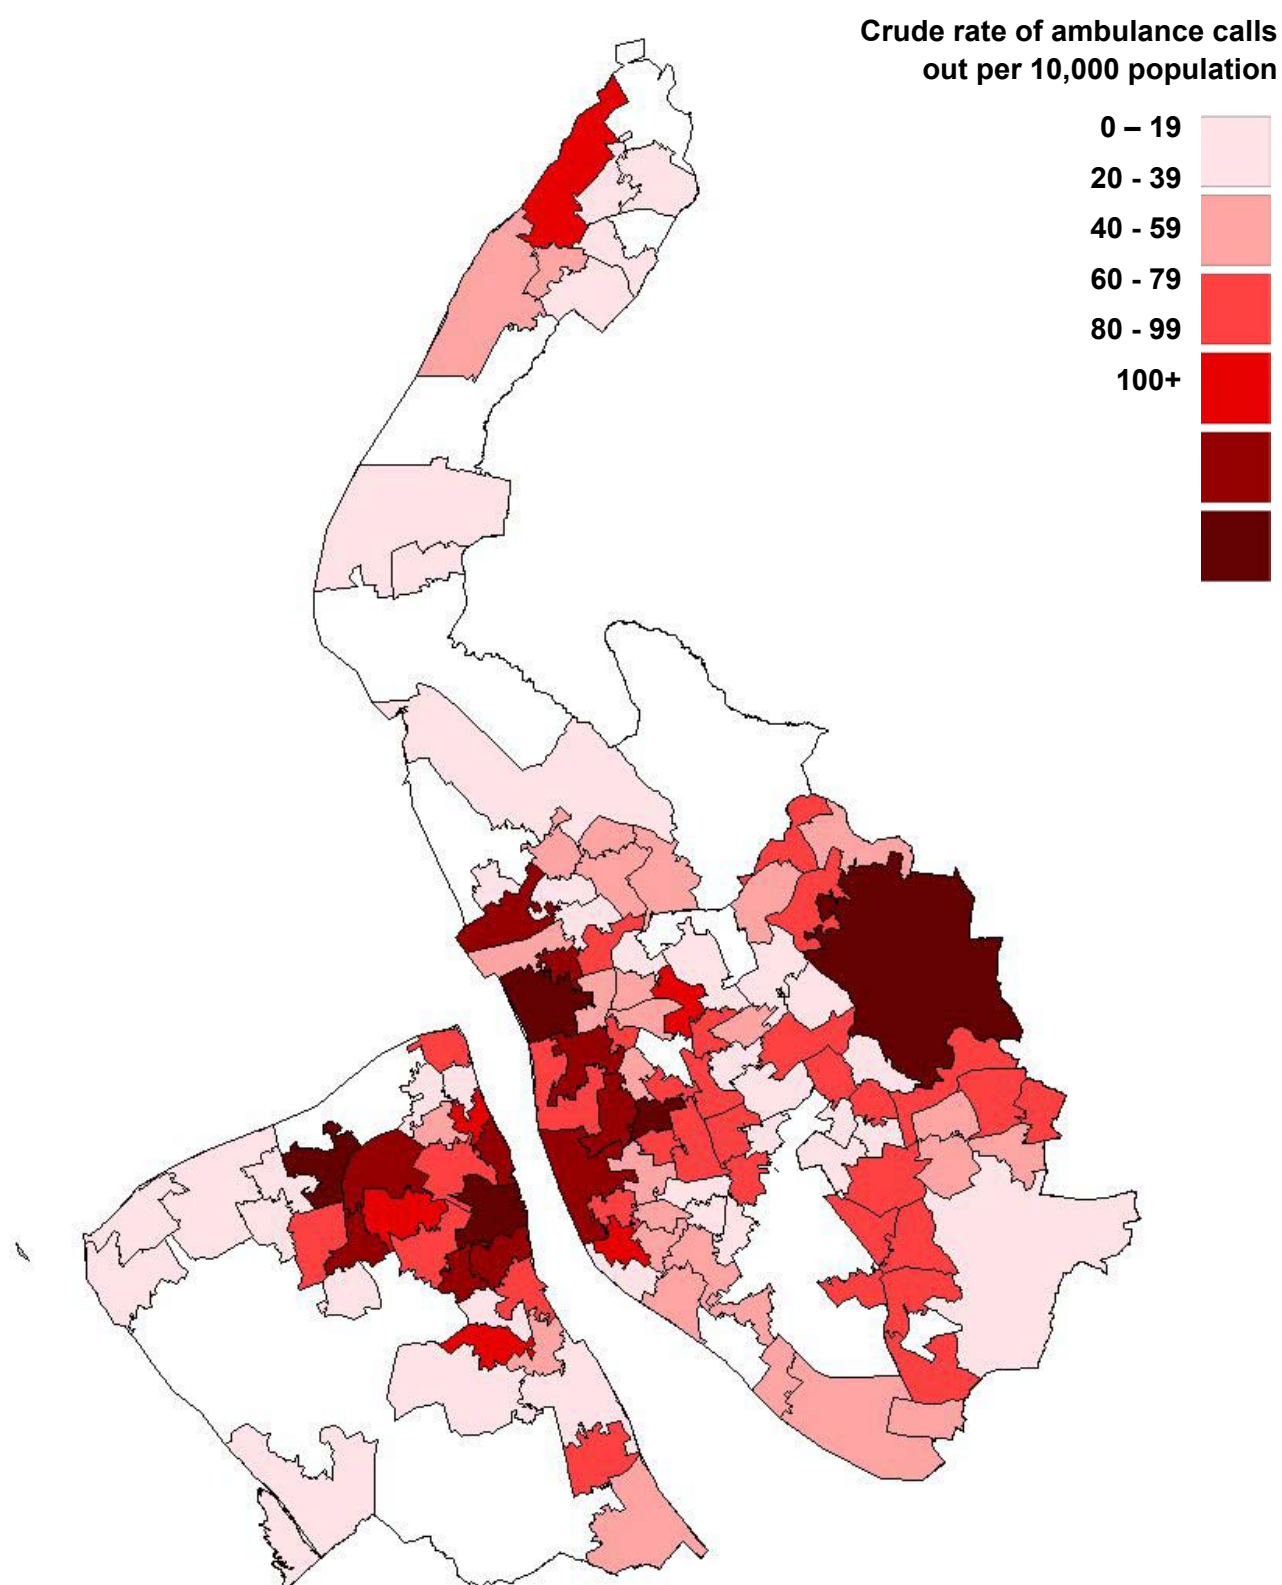 Crude rate of ambulance calls
out per 10,000 population
0 – 19
20 - 39
40 - 59
60 - 79
80 - 99
100+